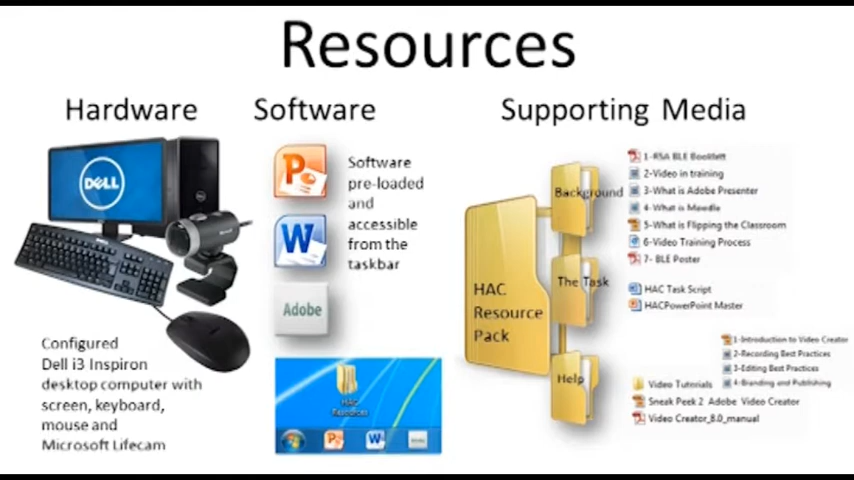 Resources
Hardware
Software
Supporting Media
DELL
Configured
Dell i3 Inspiron
desktop computer with
screen, keyboard,
mouse and
Microsoft Lifecam
P
W
Adobe
Software
pre-loaded
and
accessible
from the
taskbar
HAC
Resources
HAC
Resource
Pack
Background
The Task
Help
1-RSA BLE Booklett
2-Video in training
3-What is Adobe Presenter
4-What is Moodle
5-What is Flipping the Classroom
6-Video Training Process
7- BLE Poster
HAC Task Script
HACPowerPoint Master
1-Introduction to Video Creator
2-Recording Best Practices
3-Editing Best Practices
4-Branding and Publishing
Video Tutorials
Sneak Peek 2 Adobe Video Creator
Video Creator_8.0_manual